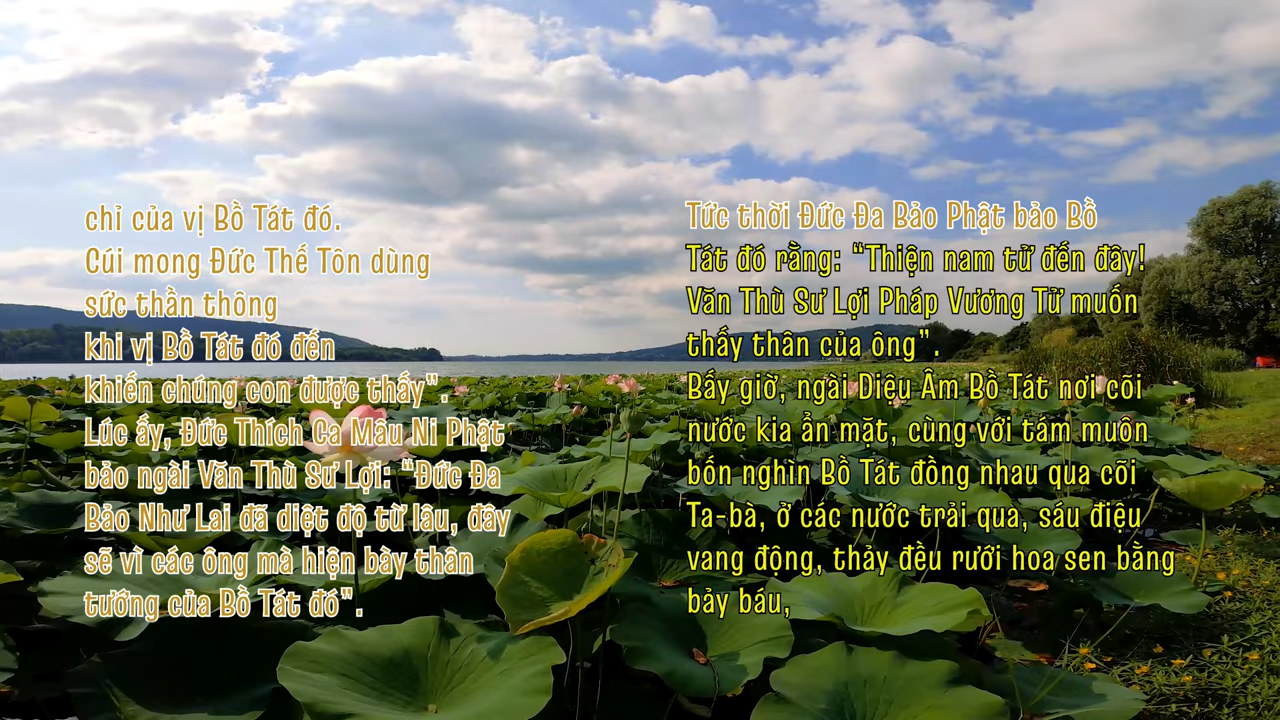 chỉ của vị Bồ Tát đó.
Cúi mong Đức Thế Tôn dùng
sức thần thông
khi vị Bồ Tát đó đến
khiến chúng con được thấy".
Lúc ấy, Đức Thích Ca Mâu Ni Phật
bảo ngài Văn Thù Sư Lợi: “Đức Đa
Bảo Như Lai đã diệt độ từ lâu, đây
sẽ vì các ông mà hiện bày thân
tướng của Bồ Tát đó”.
Tức thời Đức Đa Bảo Phật bảo Bồ
Tát đó rằng: “Thiện nam tử đến đây!
Văn Thù Sư Lợi Pháp Vương Tử muốn
thấy thân của ông”.
Bấy giờ, ngài Diệu Âm Bồ Tát nơi cõi
nước kia ẩn mặt, cùng với tám muôn
bốn nghìn Bồ Tát đồng nhau qua cõi
Ta-bà, ở các nước trải qua, sáu điệu
vang động, thảy đều rưới hoa sen bằng
bảy báu,